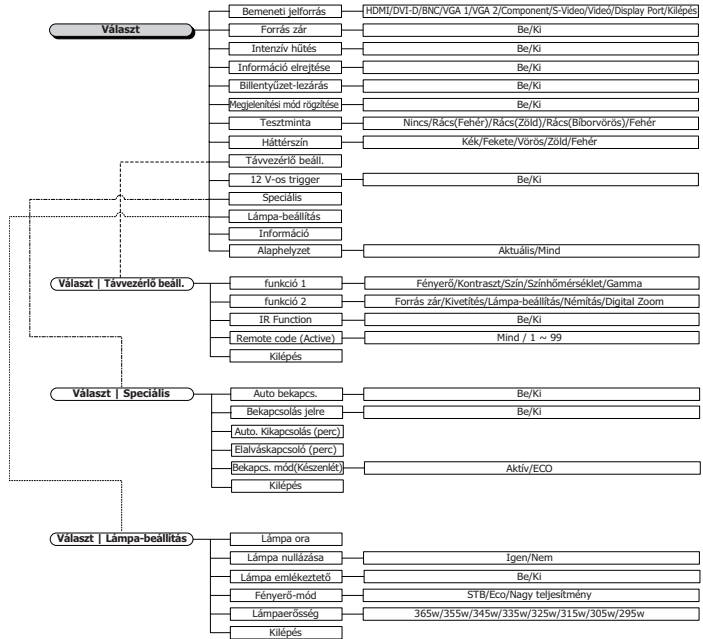 Bemeneti jelforrás HDMI/DVI-D/BNC/VGA 1/VGA 2/Component/S-Video/Videó/Display Port/Kilépés
Választ Forrás zár Be/Ki
Intenzív hűtés Be/Ki
Információ elrejtése Be/Ki
Billentyűzet-lezárás Be/Ki
Megjelenítési mód rögzítése Be/Ki
Tesztminta Nincs/Rács(Fehér)/Rács(Zöld)/Rács(Bíborvörös)/Fehér
Háttérszín Kék/Fekete/Vörös/Zöld/Fehér
Távvezérlő beáll.
12 V-os trigger Be/Ki
Speciális
Lámpa-beállítás
Információ
Alaphelyzet Aktuális/Mind
Választ | Távvezérlő beáll. funkció 1 Fényerő/Kontraszt/Szín/Színhőmérséklet/Gamma
funkció 2 Forrás zár/Kivetítés/Lámpa-beállítás/Némítás/Digital Zoom
IR Function Be/Ki
Remote code (Active) Mind / 1 ~ 99
Kilépés
Választ | Speciális Auto bekapcs. Be/Ki
Bekapcsolás jelre Be/Ki
Auto. Kikapcsolás (perc)
Elalváskapcsoló (perc)
Bekapcs. mód(Készenlét) Aktív/ECO
Kilépés
Választ | Lámpa-beállítás Lámpa ora
Lámpa nullázása Igen/Nem
Lámpa emlékeztető Be/Ki
Fényerő-mód STB/Eco/Nagy teljesítmény
Lámpaerősség 365w/355w/345w/335w/325w/315w/305w/295w
Kilépés